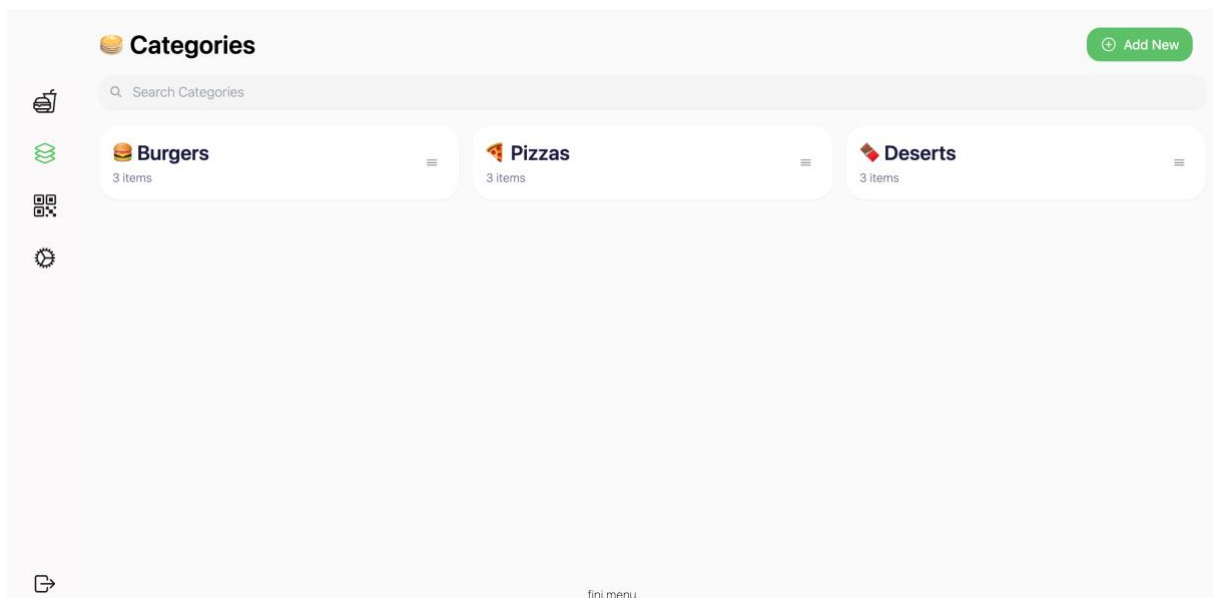 Categories
Add New
Search Categories
Burgers
3 items
Pizzas
3 items
Deserts
3 items
fini.menu